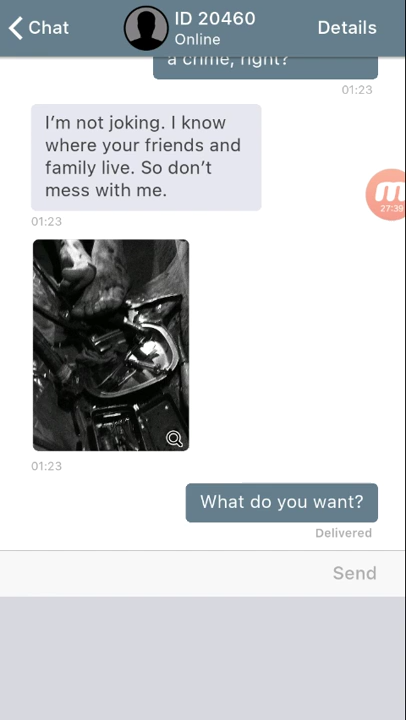 Chat
ID 20460
Online
Details
a crime, right?
01:23
I'm not joking. I know
where your friends and
family live. So don't
mess with me.
01:23
27:39
01:23
What do you want?
Delivered
Send